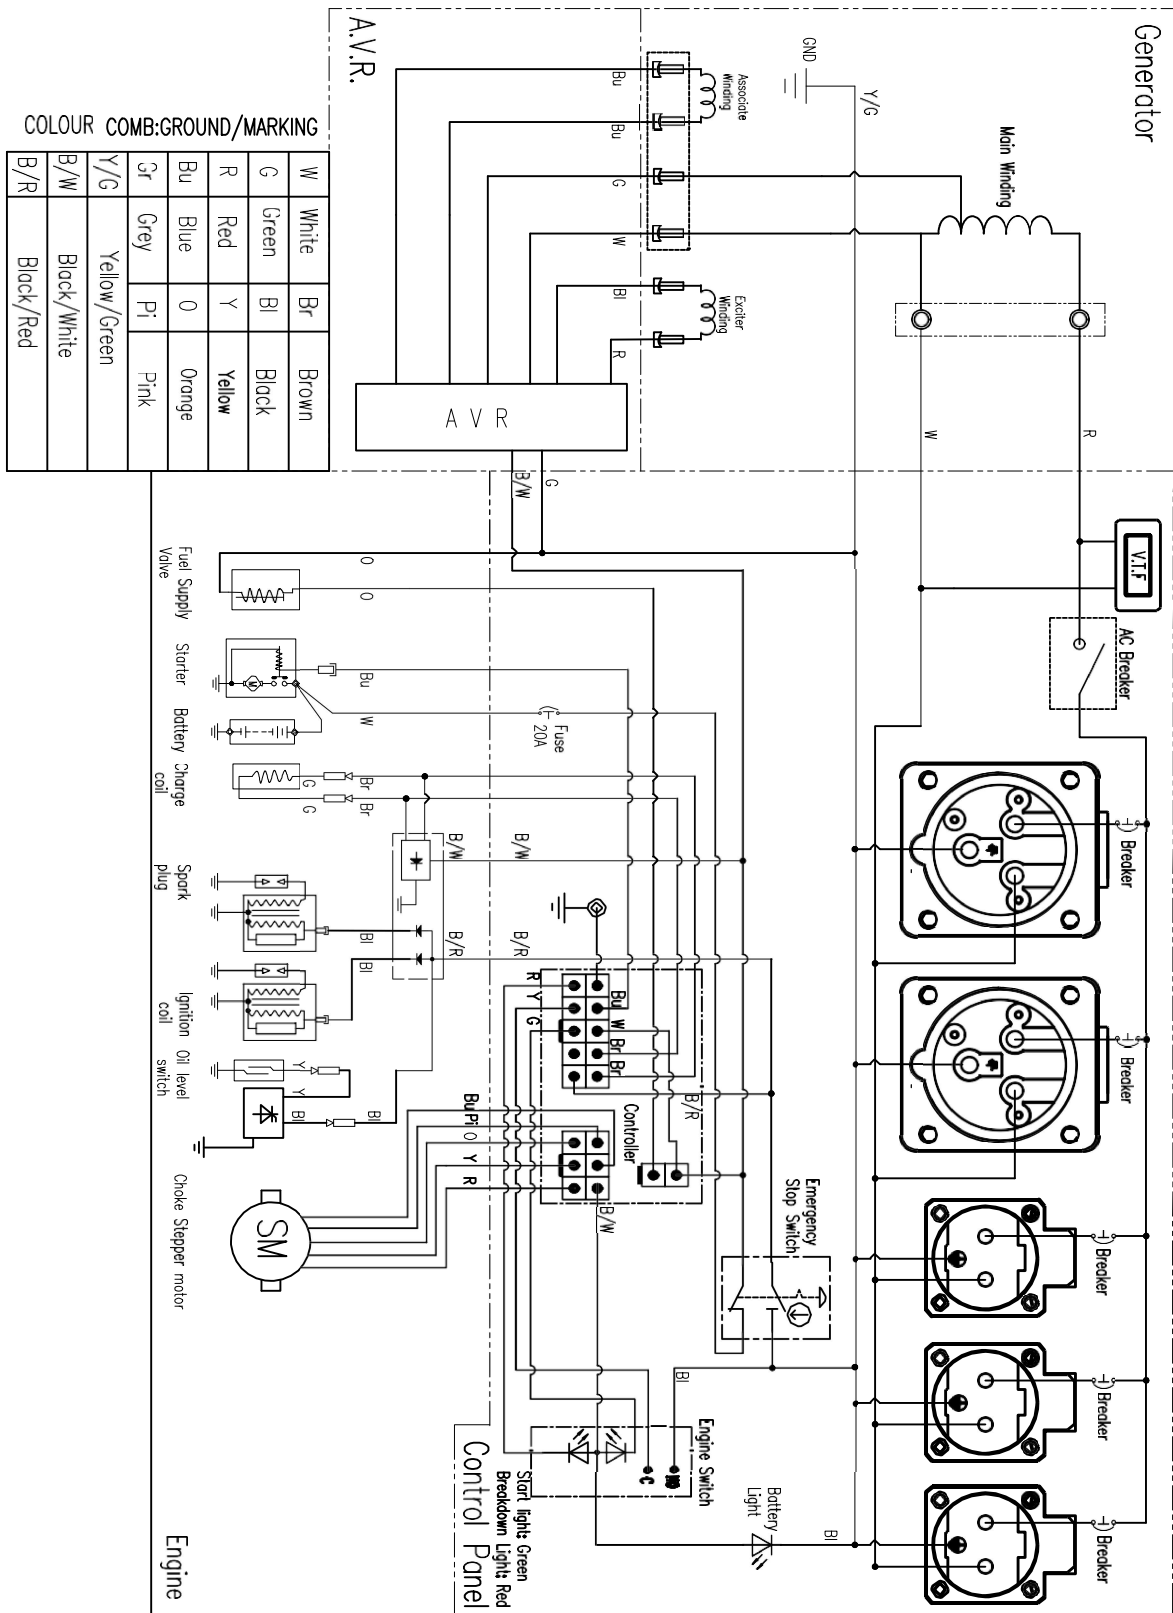 Generator
A.V.R.
GND
Y/G
Associate
Winding
Bu
Bu
G
W
Main Winding
Exciter
Winding
Bl
R
A V R
W
R
V.T.F
AC Breaker
COLOUR COMB:GROUND/MARKING
W White Br Brown
G Green Bl Black
R Red Y Yellow
Bu Blue O Orange
Gr Grey Pi Pink
Y/G Yellow/Green
B/W Black/White
B/R Black/Red
B/W
G
Fuel Supply
Valve
O
O
Starter
M
Bu
W
Fuse
20A
Battery
Charge
coil
G
G
Br
Br
B/W
B/W
B/R
B/R
Spark
plug
Bl
Bl
Ignition
coil
Oil level
switch
Y
Y
Bl
Bl
Choke Stepper motor
SM
R
Y
G
Bu
W
Br
Br
B/R
Controller
Bu
Pi
O
Y
R
B/W
Emergency
Stop Switch
Bl
Engine Switch
C
Start light: Green
Breakdown Light: Red
Battery
Light
Bl
Breaker
Breaker
Breaker
Breaker
Breaker
Control Panel
Engine